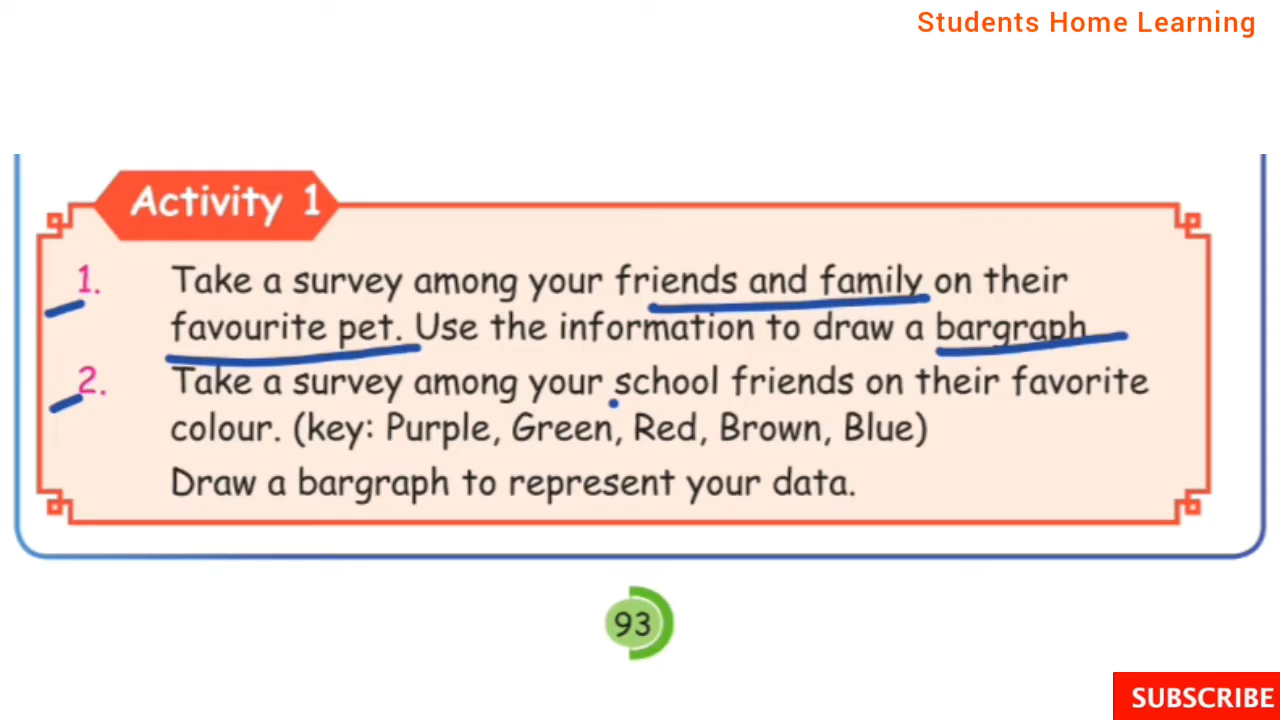 Students Home Learning
Activity 1
1. Take a survey among your friends and family on their
favourite pet. Use the information to draw a bargraph
2. Take a survey among your school friends on their favorite
colour. (key: Purple, Green, Red, Brown, Blue)
Draw a bargraph to represent your data.
93
SUBSCRIBE